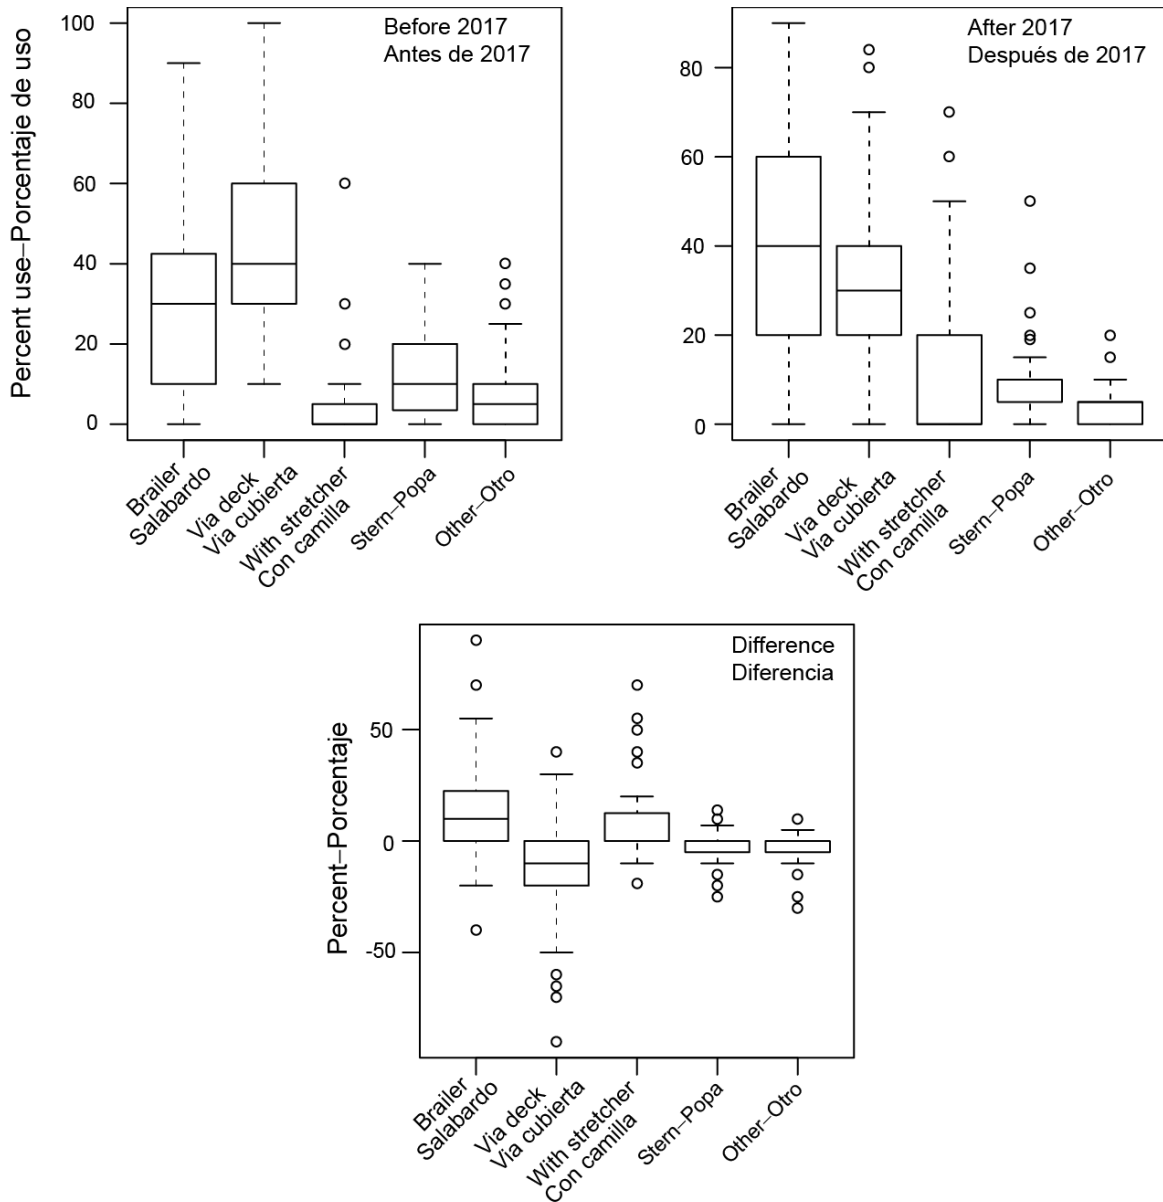 Percent use–Porcentaje de uso
Before 2017
Antes de 2017
100
80
60
40
20
0
Brailer
Salabardo
Via deck
Via cubierta
With stretcher
Con camilla
Stern–Popa
Other–Otro
After 2017
Después de 2017
80
60
40
20
0
Brailer
Salabardo
Via deck
Via cubierta
With stretcher
Con camilla
Stern–Popa
Other–Otro
Percent–Porcentaje
Difference
Diferencia
50
0
-50
Brailer
Salabardo
Via deck
Via cubierta
With stretcher
Con camilla
Stern–Popa
Other–Otro